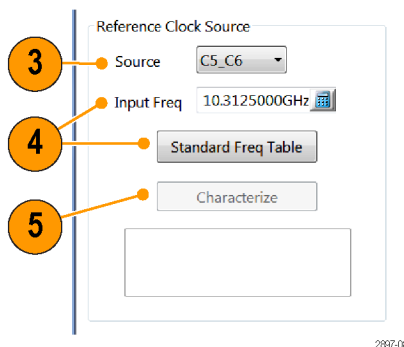 Reference Clock Source
3
Source C5_C6
Input Freq 10.3125000GHz
4
Standard Freq Table
5
Characterize